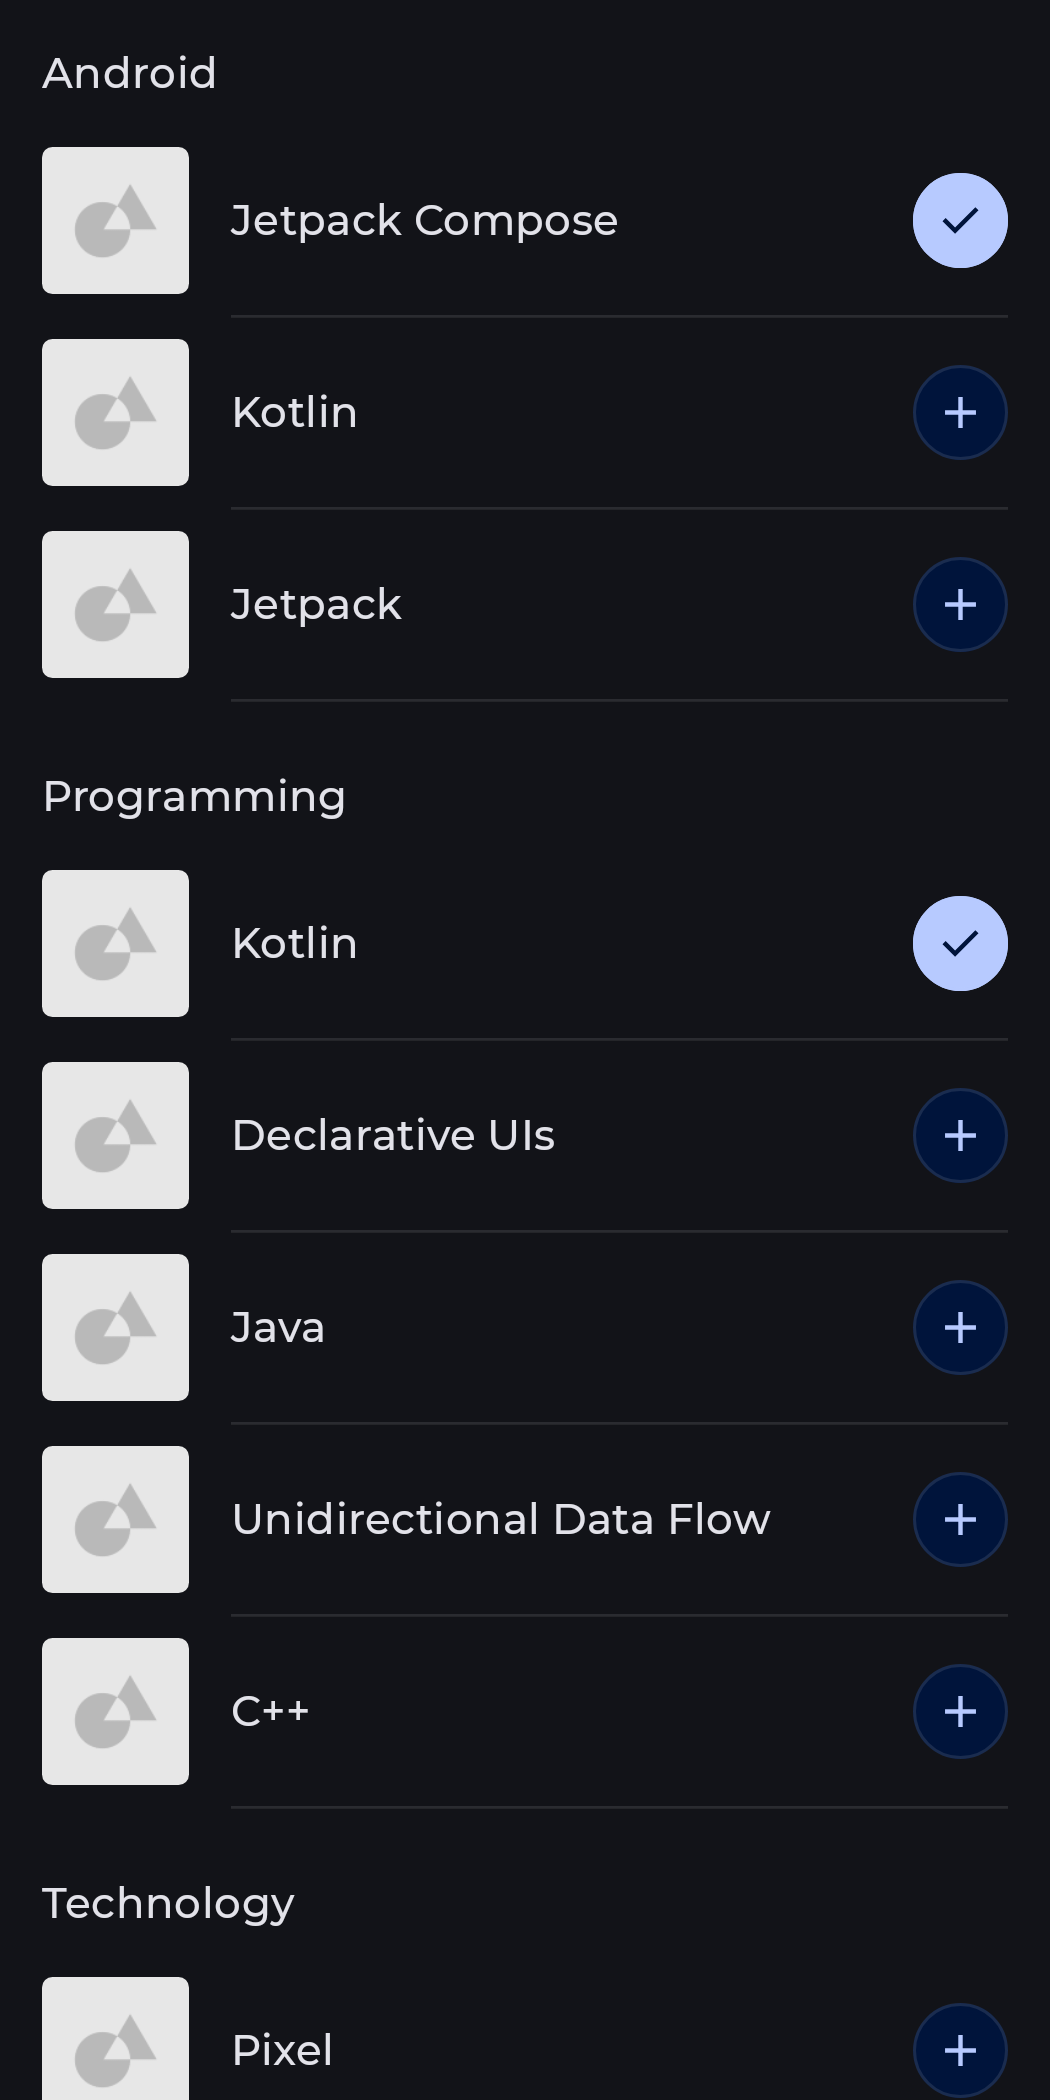 Android
Jetpack Compose
Kotlin
Jetpack
Programming
Kotlin
Declarative UIs
Java
Unidirectional Data Flow
C++
Technology
Pixel